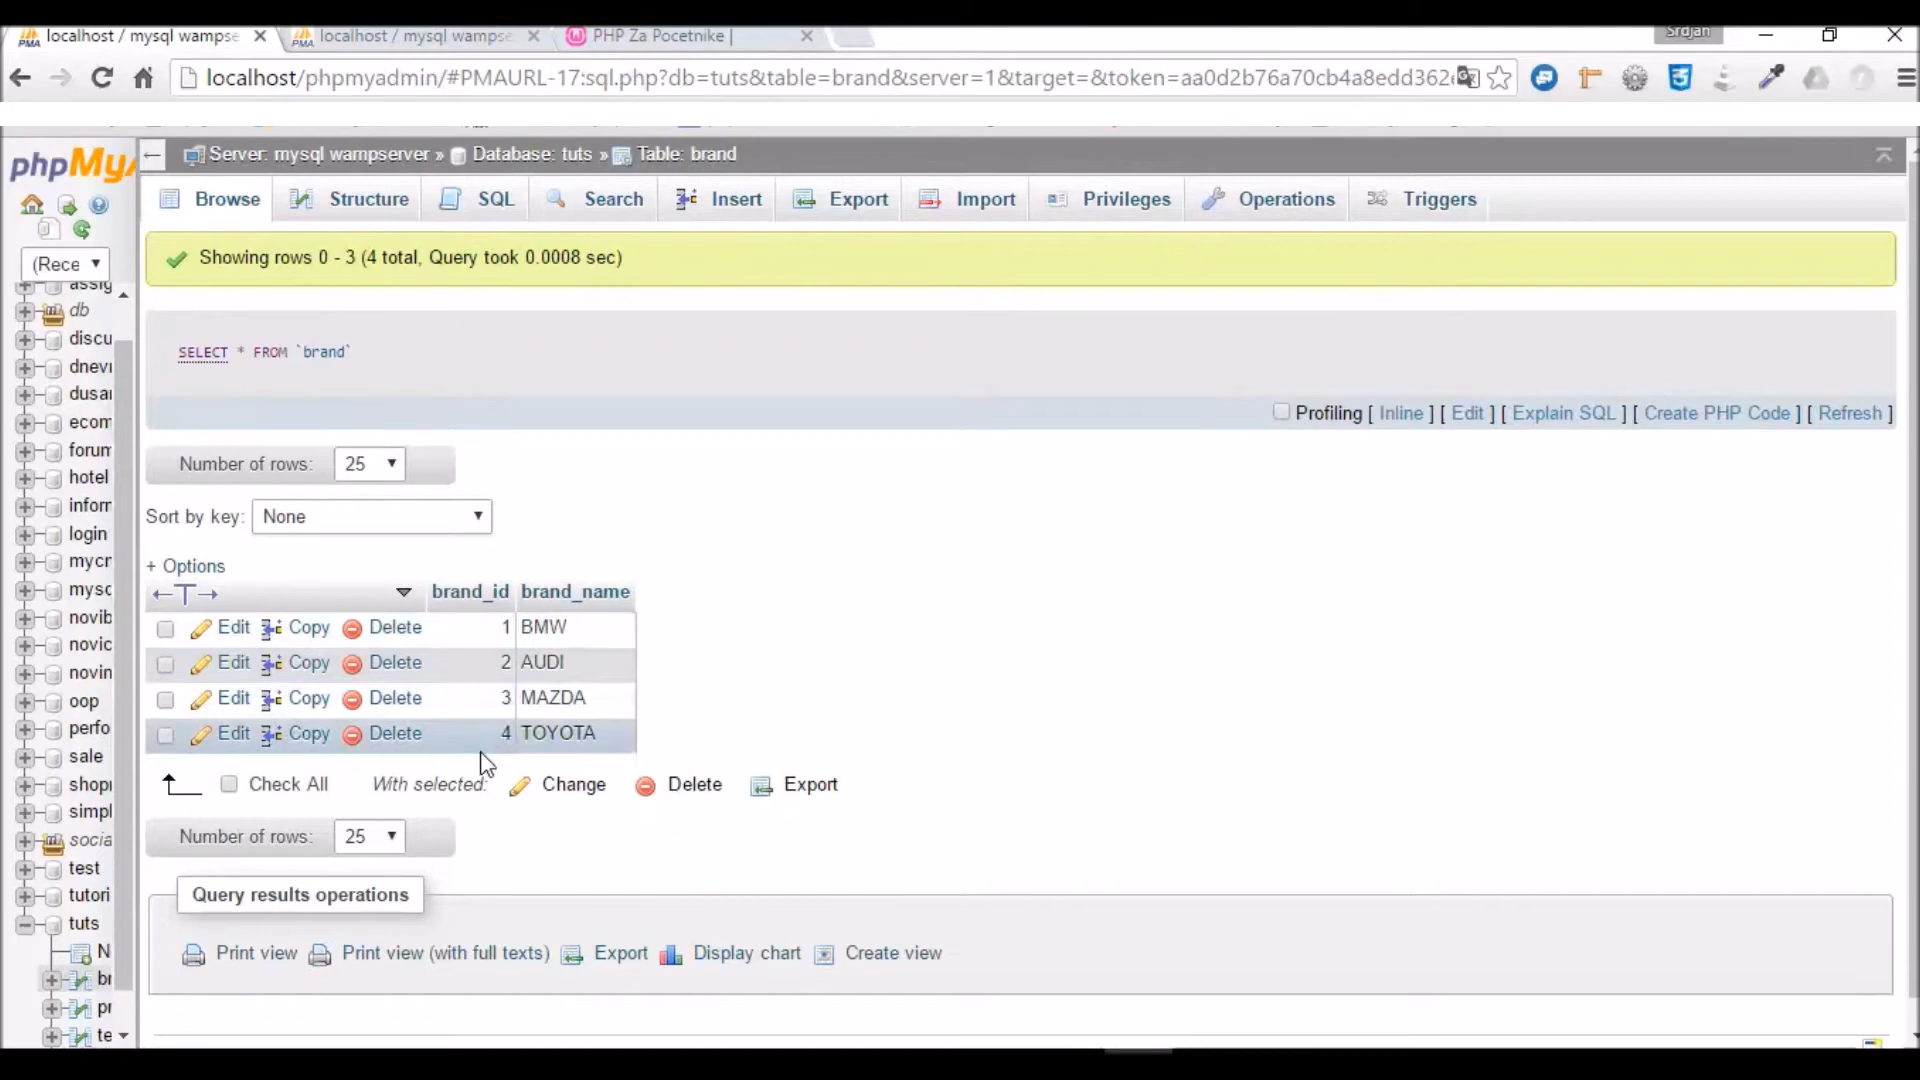 localhost / mysql wampse
localhost / mysql wampse
PHP Za Pocetnike |
Srdjan
localhost/phpmyadmin/#PMAURL-17:sql.php?db=tuts&table=brand&server=1&target=&token=aa0d2b76a70cb4a8edd362
phpMy
Server: mysql wampserver » Database: tuts » Table: brand
Browse Structure SQL Search Insert Export Import Privileges Operations Triggers
Showing rows 0 - 3 (4 total, Query took 0.0008 sec)
(Rece
assig
db
discu
dnevi
dusai
ecom
forum
hotel
inforr
login
mycr
mysc
novib
novic
novin
oop
perfo
sale
shopp
simpl
socia
test
tutori
tuts
N
br
pr
te
SELECT * FROM `brand`
Profiling [ Inline ] [ Edit ] [ Explain SQL ] [ Create PHP Code ] [ Refresh ]
Number of rows: 25
Sort by key: None
+ Options
←T→ brand_id brand_name
Edit Copy Delete 1 BMW
Edit Copy Delete 2 AUDI
Edit Copy Delete 3 MAZDA
Edit Copy Delete 4 TOYOTA
Check All With selected: Change Delete Export
Number of rows: 25
Query results operations
Print view Print view (with full texts) Export Display chart Create view